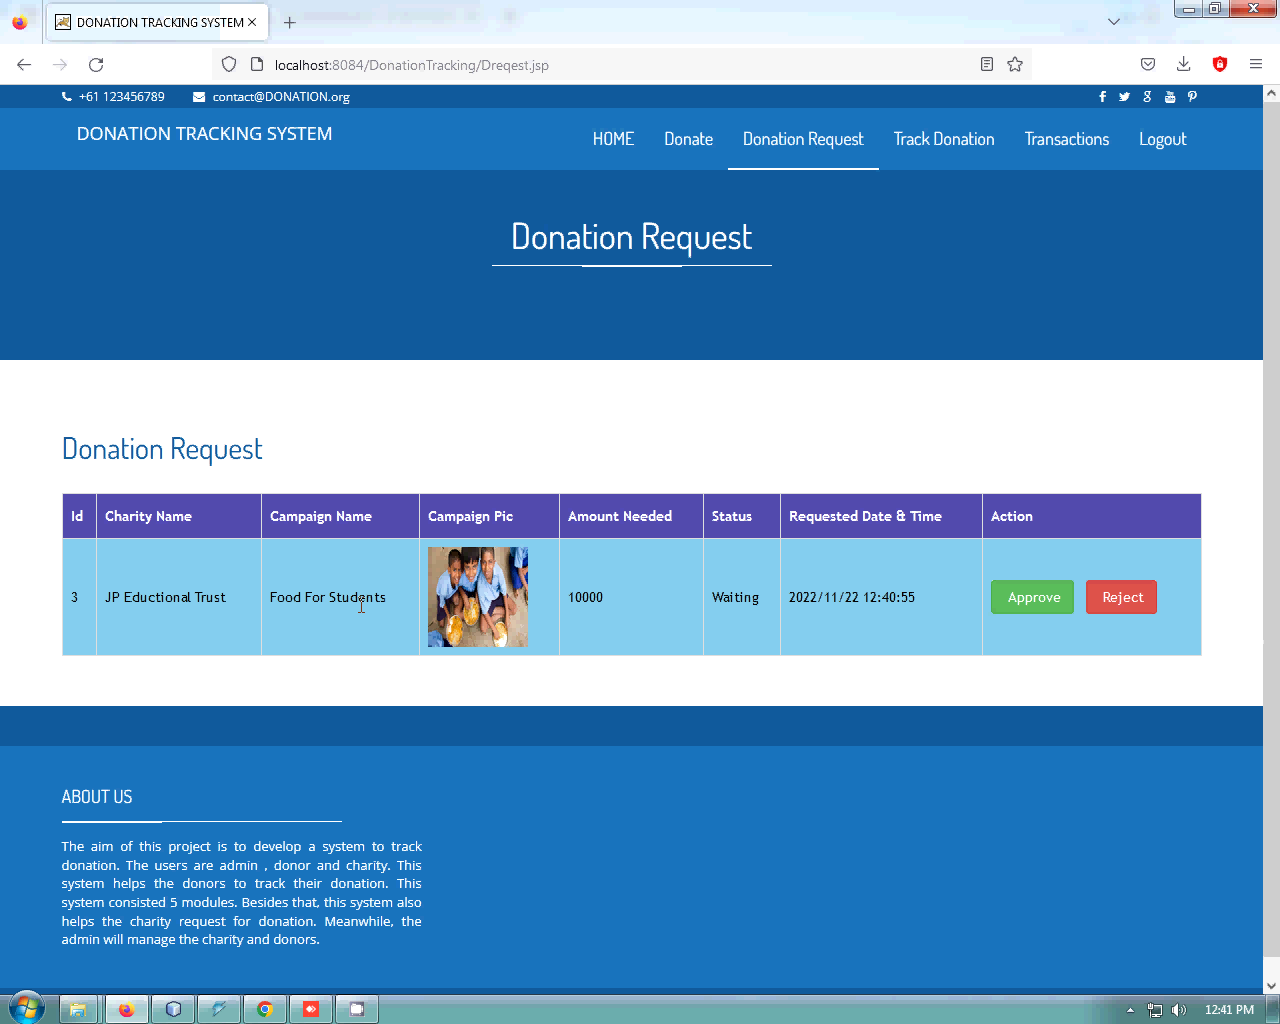 DONATION TRACKING SYSTEM
localhost:8084/DonationTracking/Dreqest.jsp
+61 123456789 contact@DONATION.org
DONATION TRACKING SYSTEM
HOME Donate Donation Request Track Donation Transactions Logout
Donation Request
Donation Request
Id Charity Name Campaign Name Campaign Pic Amount Needed Status Requested Date & Time Action
3 JP Eductional Trust Food For Students 10000 Waiting 2022/11/22 12:40:55 Approve Reject
ABOUT US
The aim of this project is to develop a system to track
donation. The users are admin , donor and charity. This
system helps the donors to track their donation. This
system consisted 5 modules. Besides that, this system also
helps the charity request for donation. Meanwhile, the
admin will manage the charity and donors.
12:41 PM